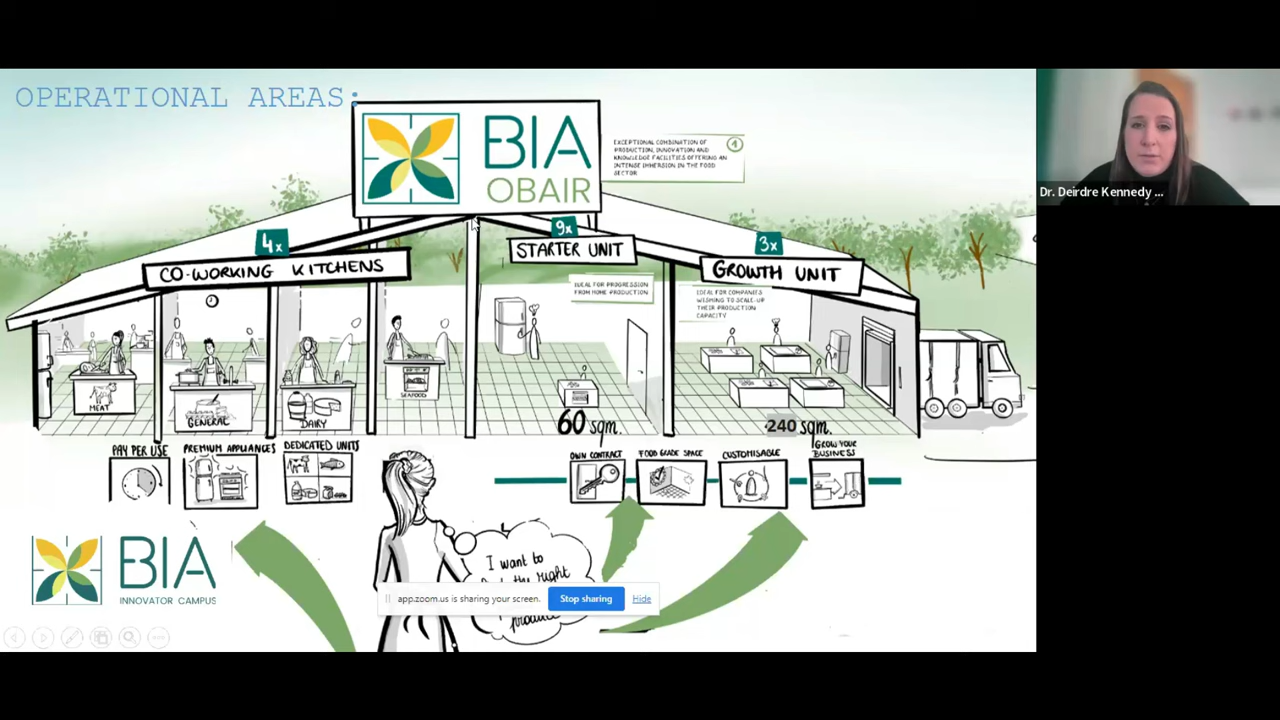 OPERATIONAL AREAS:
BIA
OBAIR
EXCEPTIONAL COMBINATION OF
PRODUCTION, INNOVATION AND
KNOWLEDGE FACILITIES OFFERING AN
INTENSE IMMERSION IN THE FOOD
SECTOR
1
Dr. Deirdre Kennedy ...
4x
CO-WORKING KITCHENS
9x
STARTER UNIT
3x
GROWTH UNIT
IDEAL FOR PROGRESSION
FROM HOME PRODUCTION
IDEAL FOR COMPANIES
WISHING TO SCALE-UP
THEIR PRODUCTION
CAPACITY
MEAT
GENERAL
DAIRY
SEAFOOD
60 sqm.
240 sqm.
PAY PER USE
PREMIUM APPLIANCES
DEDICATED UNITS
OWN CONTRACT
FOOD GRADE SPACE
CUSTOMISABLE
GROW YOUR
BUSINESS
I want to
the right
BIA
INNOVATOR CAMPUS
app.zoom.us is sharing your screen.
Stop sharing
Hide